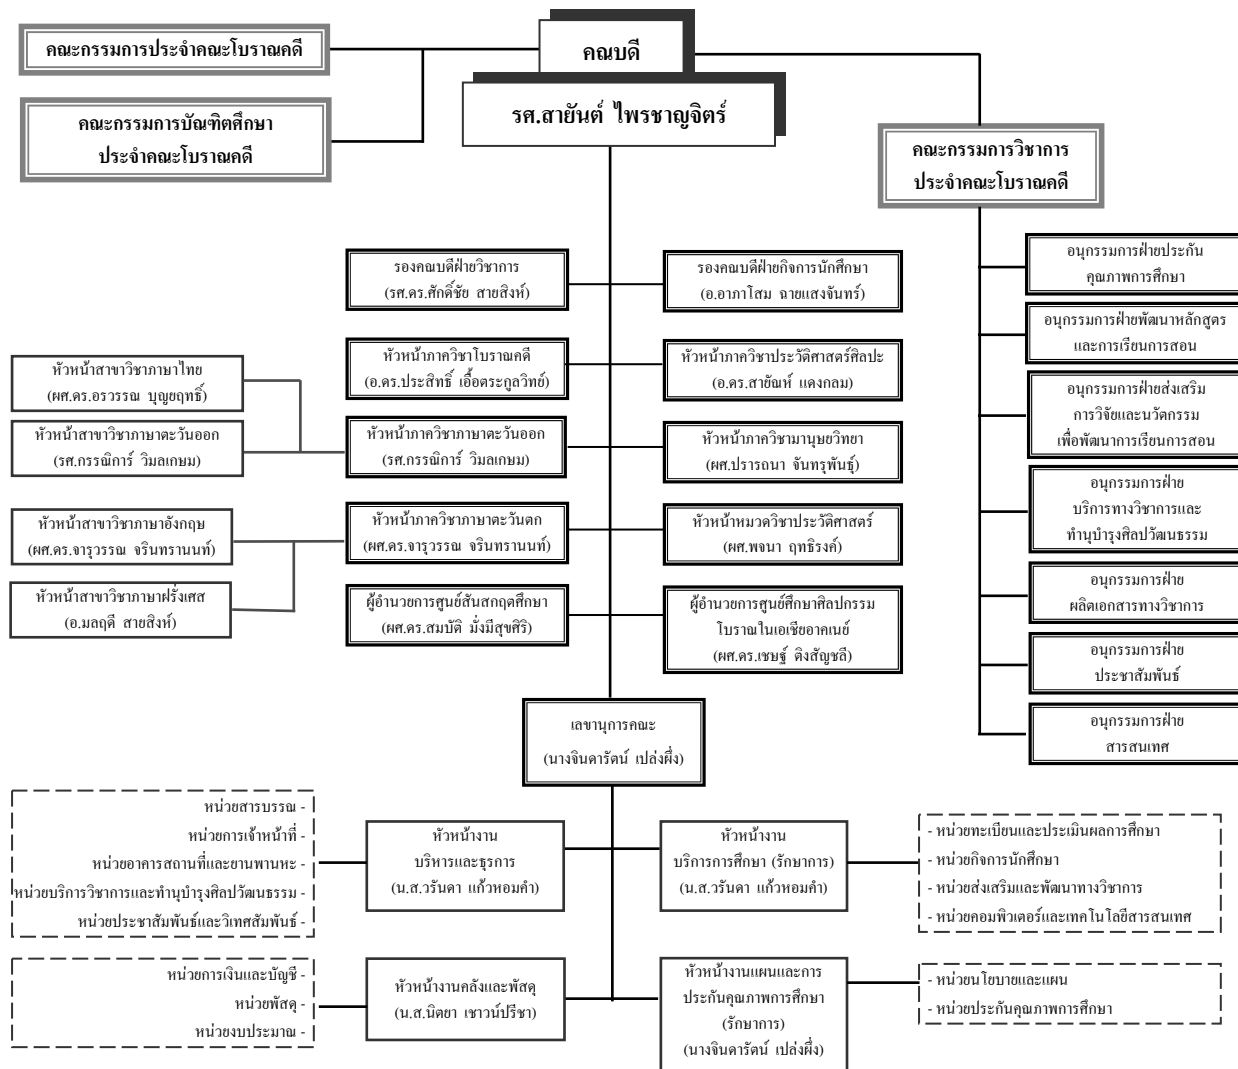 คณะกรรมการประจำคณะโบราณคดี
คณบดี
รศ.สายันต์ ไพรชาญจิตร์
คณะกรรมการบัณฑิตศึกษา
ประจำคณะโบราณคดี
คณะกรรมการวิชาการ
ประจำคณะโบราณคดี
รองคณบดีฝ่ายวิชาการ
(รศ.ดร.ศักดิ์ชัย สายสิงห์)
รองคณบดีฝ่ายกิจการนักศึกษา
(อ.อาภาโสม ฉายแสงจันทร์)
หัวหน้าภาควิชาโบราณคดี
(อ.ดร.ประสิทธิ์ เอื้อตระกูลวิทย์)
หัวหน้าภาควิชาประวัติศาสตร์ศิลปะ
(อ.ดร.สายัณห์ แดงกลม)
หัวหน้าสาขาวิชาภาษาไทย
(ผศ.ดร.อรวรรณ บุญยฤทธิ์)
หัวหน้าสาขาวิชาภาษาตะวันออก
(รศ.กรรณิการ์ วิมลเกษม)
หัวหน้าภาควิชาภาษาตะวันออก
(รศ.กรรณิการ์ วิมลเกษม)
หัวหน้าภาควิชามานุษยวิทยา
(ผศ.ปรารถนา จันทรุพันธุ์)
หัวหน้าสาขาวิชาภาษาอังกฤษ
(ผศ.ดร.จารุวรรณ จรินทรานนท์)
หัวหน้าภาควิชาภาษาตะวันตก
(ผศ.ดร.จารุวรรณ จรินทรานนท์)
หัวหน้าหมวดวิชาประวัติศาสตร์
(ผศ.พจนา ฤทธิรงค์)
หัวหน้าสาขาวิชาภาษาฝรั่งเศส
(อ.มลฤดี สายสิงห์)
ผู้อำนวยการศูนย์สันสกฤตศึกษา
(ผศ.ดร.สมบัติ มั่งมีสุขศิริ)
ผู้อำนวยการศูนย์ศึกษาศิลปกรรม
โบราณในเอเชียอาคเนย์
(ผศ.ดร.เชษฐ์ ติงสัญชลี)
อนุกรรมการฝ่ายประกัน
คุณภาพการศึกษา
อนุกรรมการฝ่ายพัฒนาหลักสูตร
และการเรียนการสอน
อนุกรรมการฝ่ายส่งเสริม
การวิจัยและนวัตกรรม
เพื่อพัฒนาการเรียนการสอน
อนุกรรมการฝ่าย
บริการทางวิชาการและ
ทำนุบำรุงศิลปวัฒนธรรม
อนุกรรมการฝ่าย
ผลิตเอกสารทางวิชาการ
อนุกรรมการฝ่าย
ประชาสัมพันธ์
อนุกรรมการฝ่าย
สารสนเทศ
เลขานุการคณะ
(นางจินดารัตน์ เปล่งผึ่ง)
หน่วยสารบรรณ -
หน่วยการเจ้าหน้าที่ -
หน่วยอาคารสถานที่และยานพานหะ -
หน่วยบริการวิชาการและทำนุบำรุงศิลปวัฒนธรรม -
หน่วยประชาสัมพันธ์และวิเทศสัมพันธ์ -
หัวหน้างาน
บริหารและธุรการ
(น.ส.วรันดา แก้วหอมคำ)
หัวหน้างาน
บริการการศึกษา (รักษาการ)
(น.ส.วรันดา แก้วหอมคำ)
- หน่วยทะเบียนและประเมินผลการศึกษา
- หน่วยกิจการนักศึกษา
- หน่วยส่งเสริมและพัฒนาทางวิชาการ
- หน่วยคอมพิวเตอร์และเทคโนโลยีสารสนเทศ
หน่วยการเงินและบัญชี -
หน่วยพัสดุ -
หน่วยงบประมาณ -
หัวหน้างานคลังและพัสดุ
(น.ส.นิตยา เชาวน์ปรีชา)
หัวหน้างานแผนและการ
ประกันคุณภาพการศึกษา
(รักษาการ)
(นางจินดารัตน์ เปล่งผึ่ง)
- หน่วยนโยบายและแผน
- หน่วยประกันคุณภาพการศึกษา